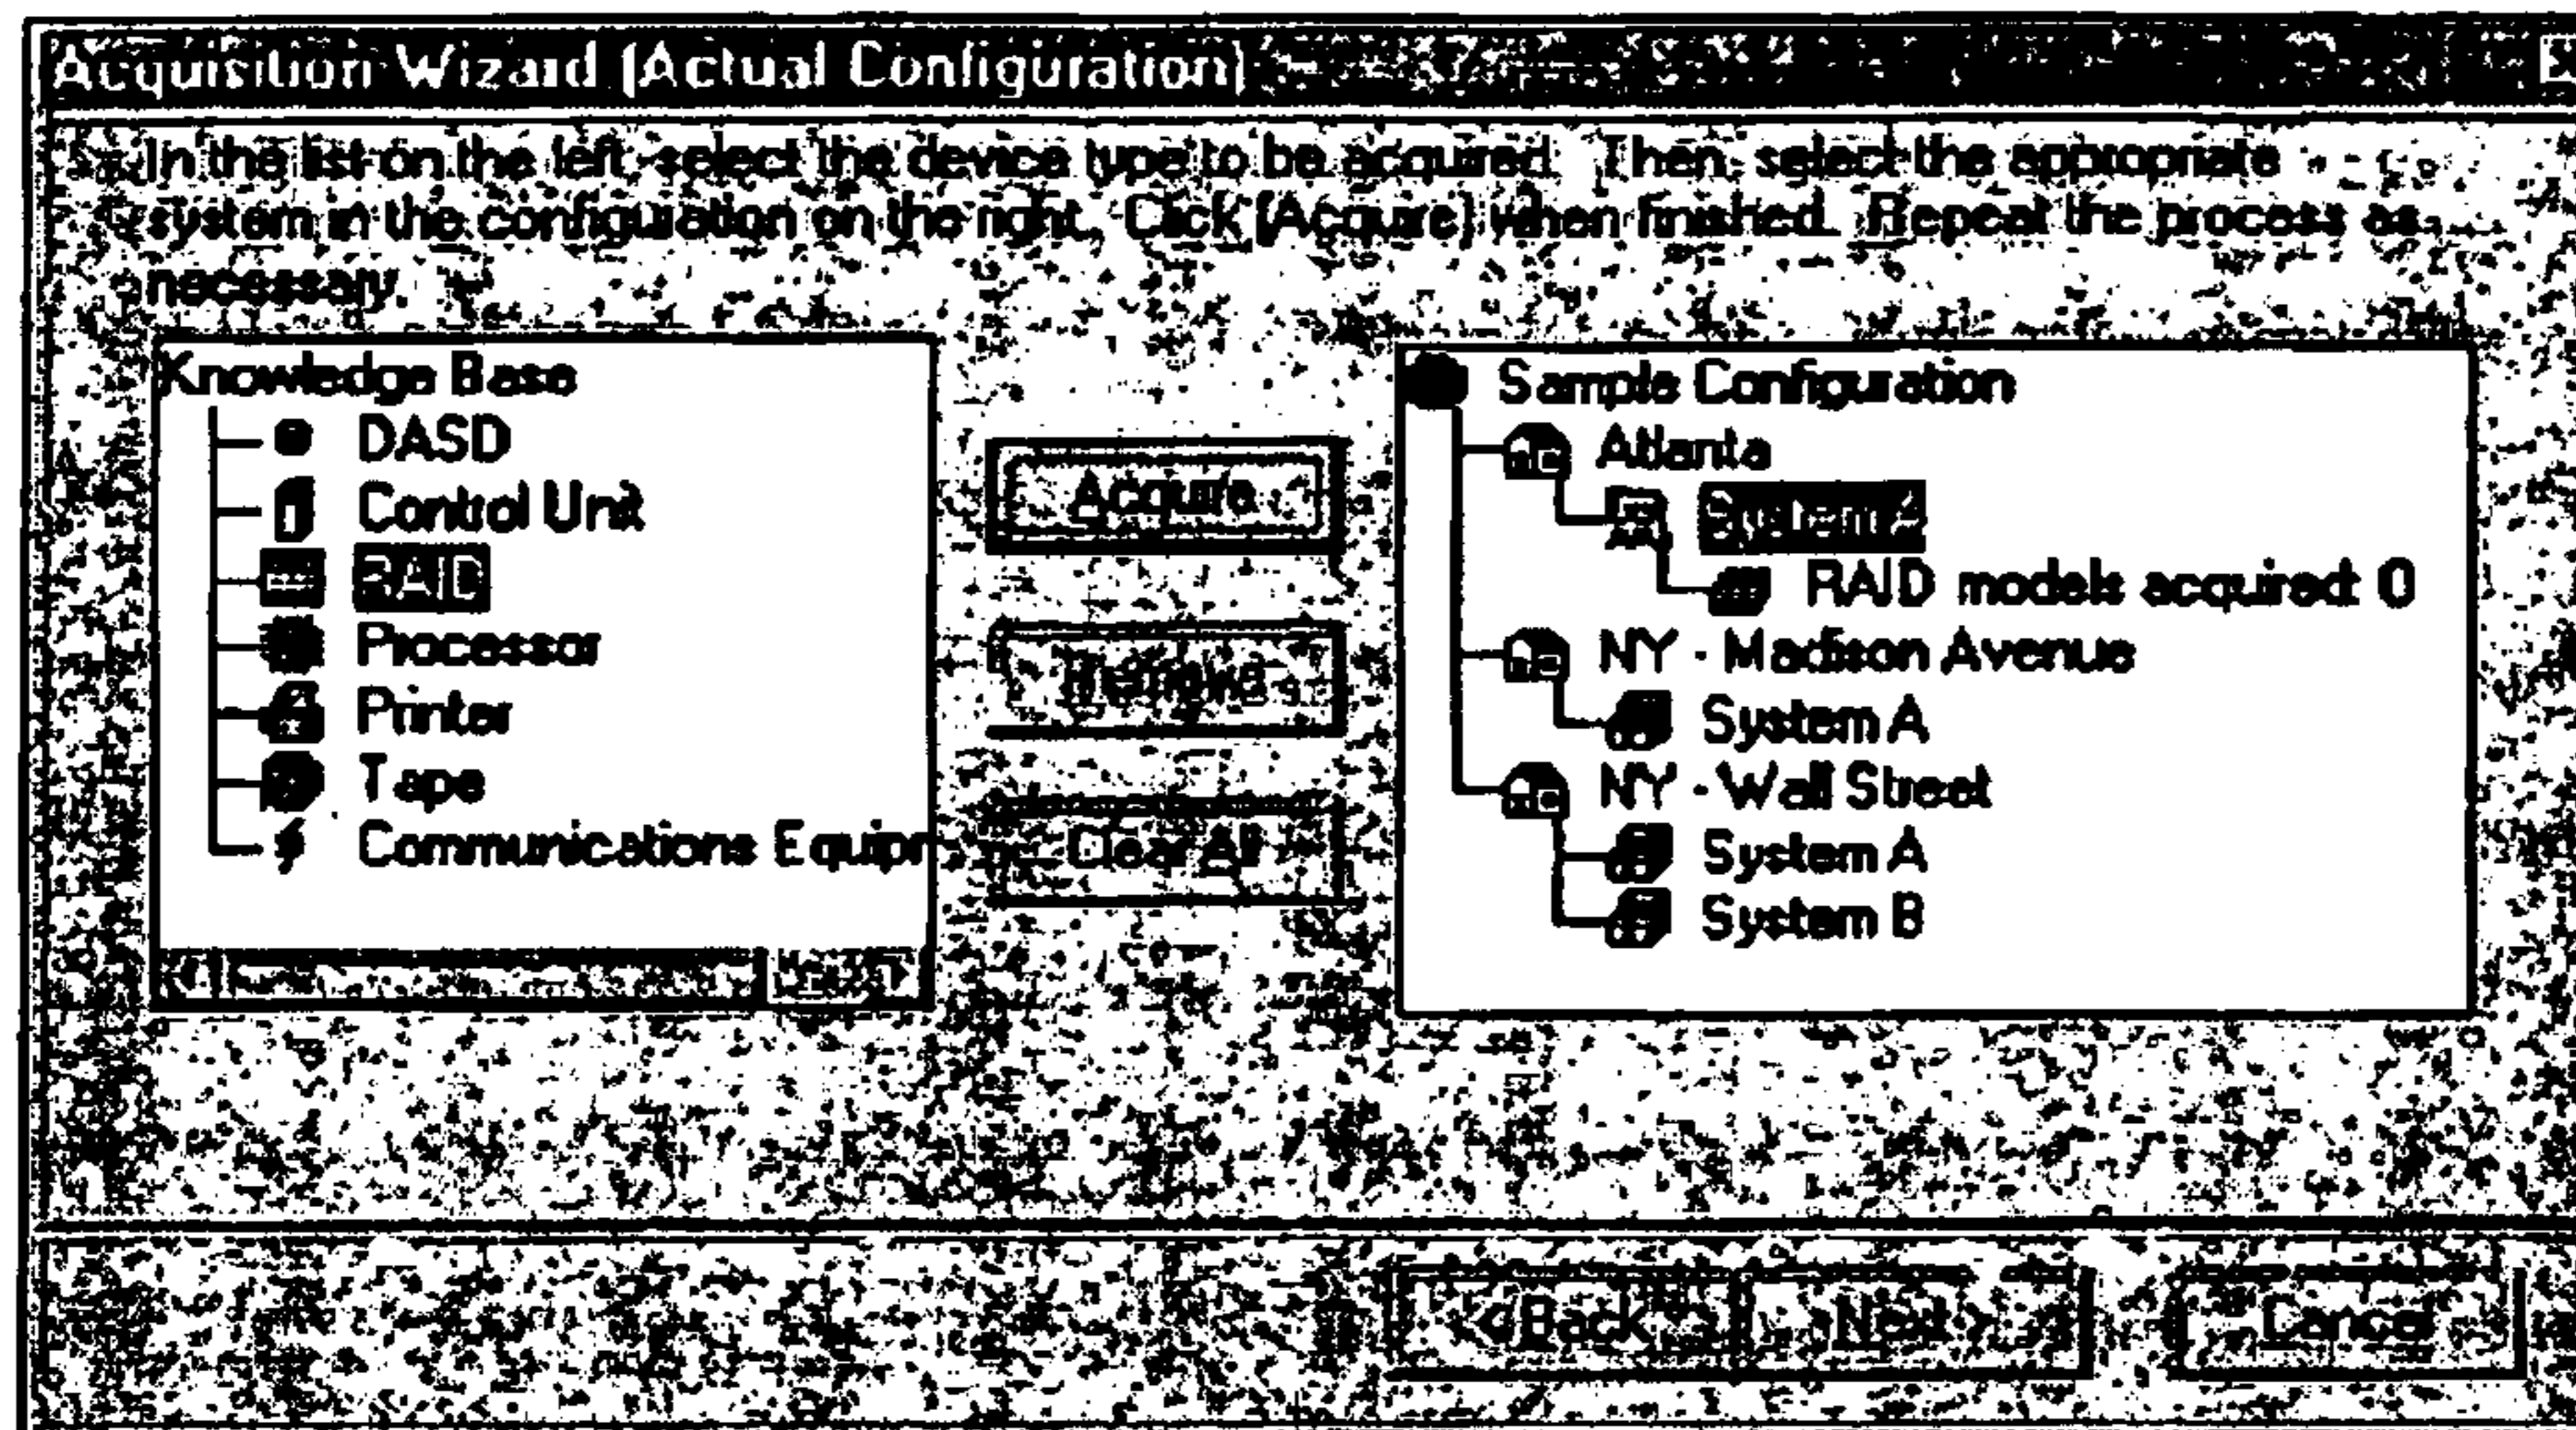 Acquisition Wizard (Actual Configuration)
In the list on the left, select the device type to be acquired. Then, select the appropriate
system in the configuration on the right. Click [Acquire] when finished. Repeat the process as
necessary.
Knowledge Base
DASD
Control Unit
RAID
Processor
Printer
Tape
Communications Equipr
Acquire
Remove
Clear All
Sample Configuration
Atlanta
System 2
RAID models acquired: 0
NY - Madison Avenue
System A
NY - Wall Street
System A
System B
< Back
Next >
Cancel